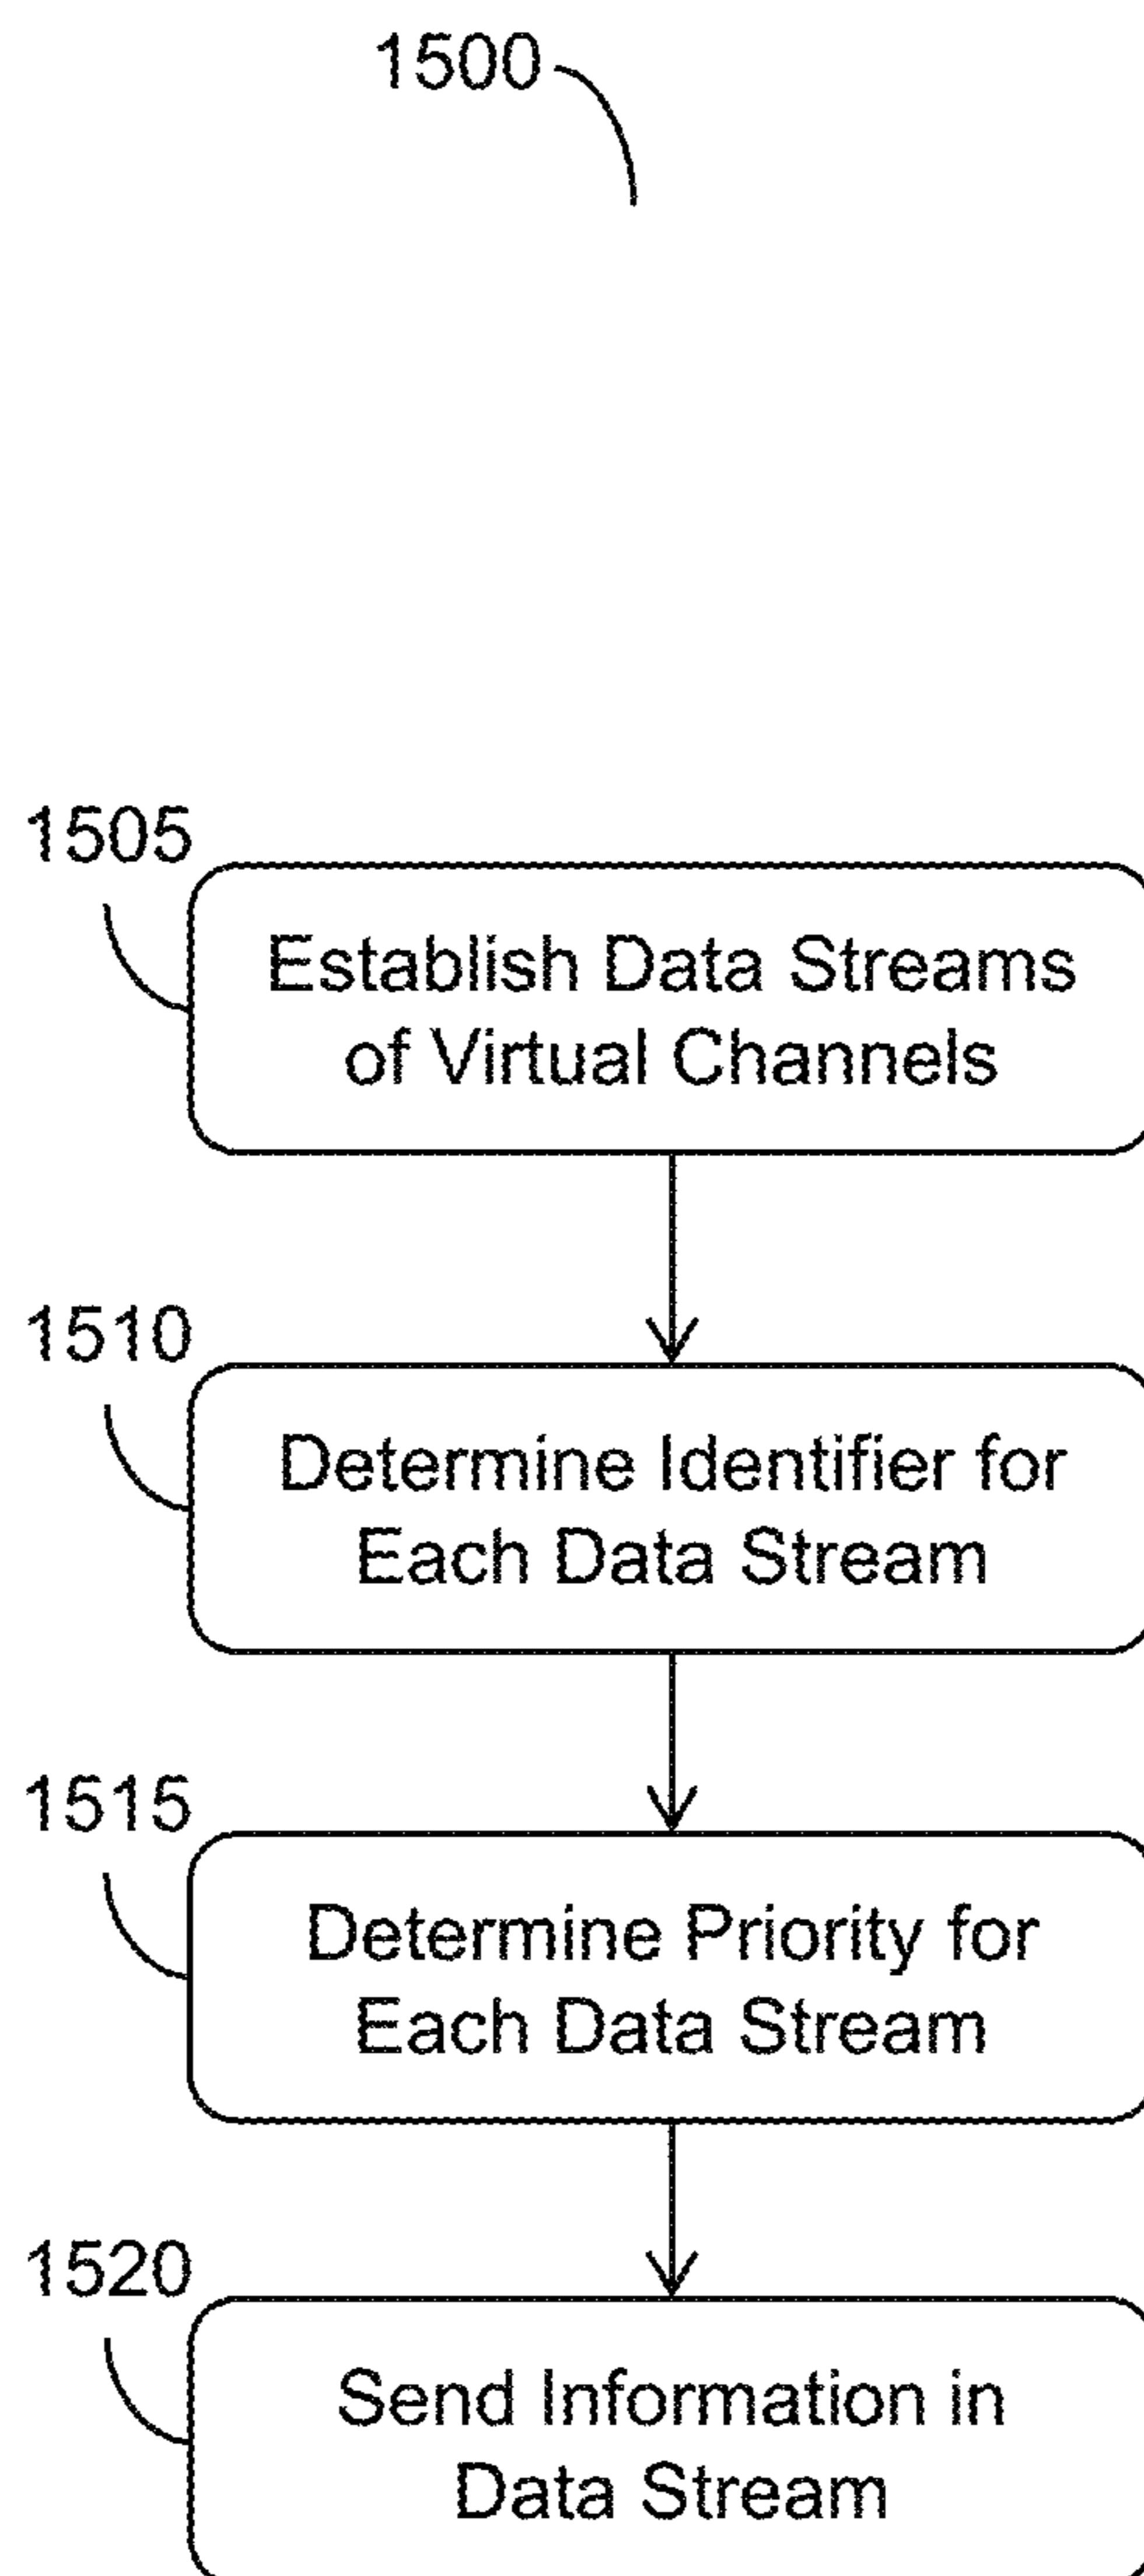 1500
1505
Establish Data Streams
of Virtual Channels
1510
Determine Identifier for
Each Data Stream
1515
Determine Priority for
Each Data Stream
1520
Send Information in
Data Stream